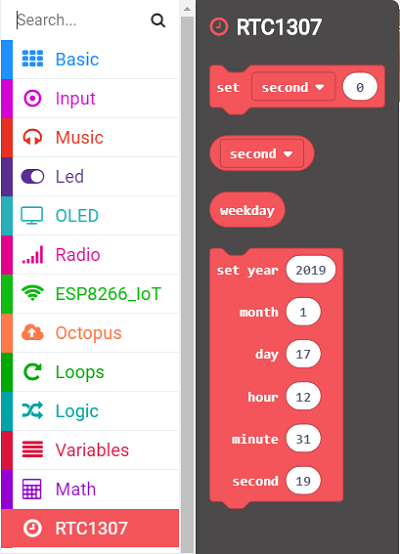 Search...
Basic
Input
Music
Led
OLED
Radio
ESP8266_IoT
Octopus
Loops
Logic
Variables
Math
RTC1307
RTC1307
set second 0
second
weekday
set year 2019
month 1
day 17
hour 12
minute 31
second 19